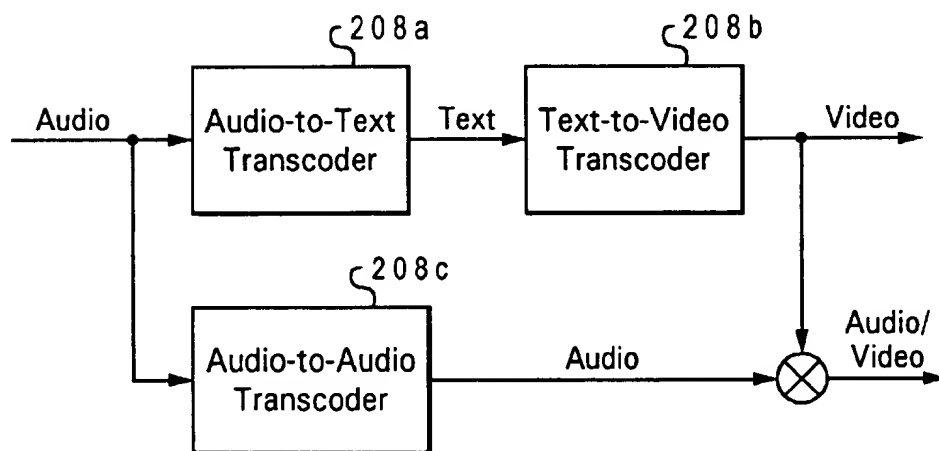 208a
208b
Audio
Audio-to-Text
Transcoder
Text
Text-to-Video
Transcoder
Video
208c
Audio-to-Audio
Transcoder
Audio
Audio/
Video